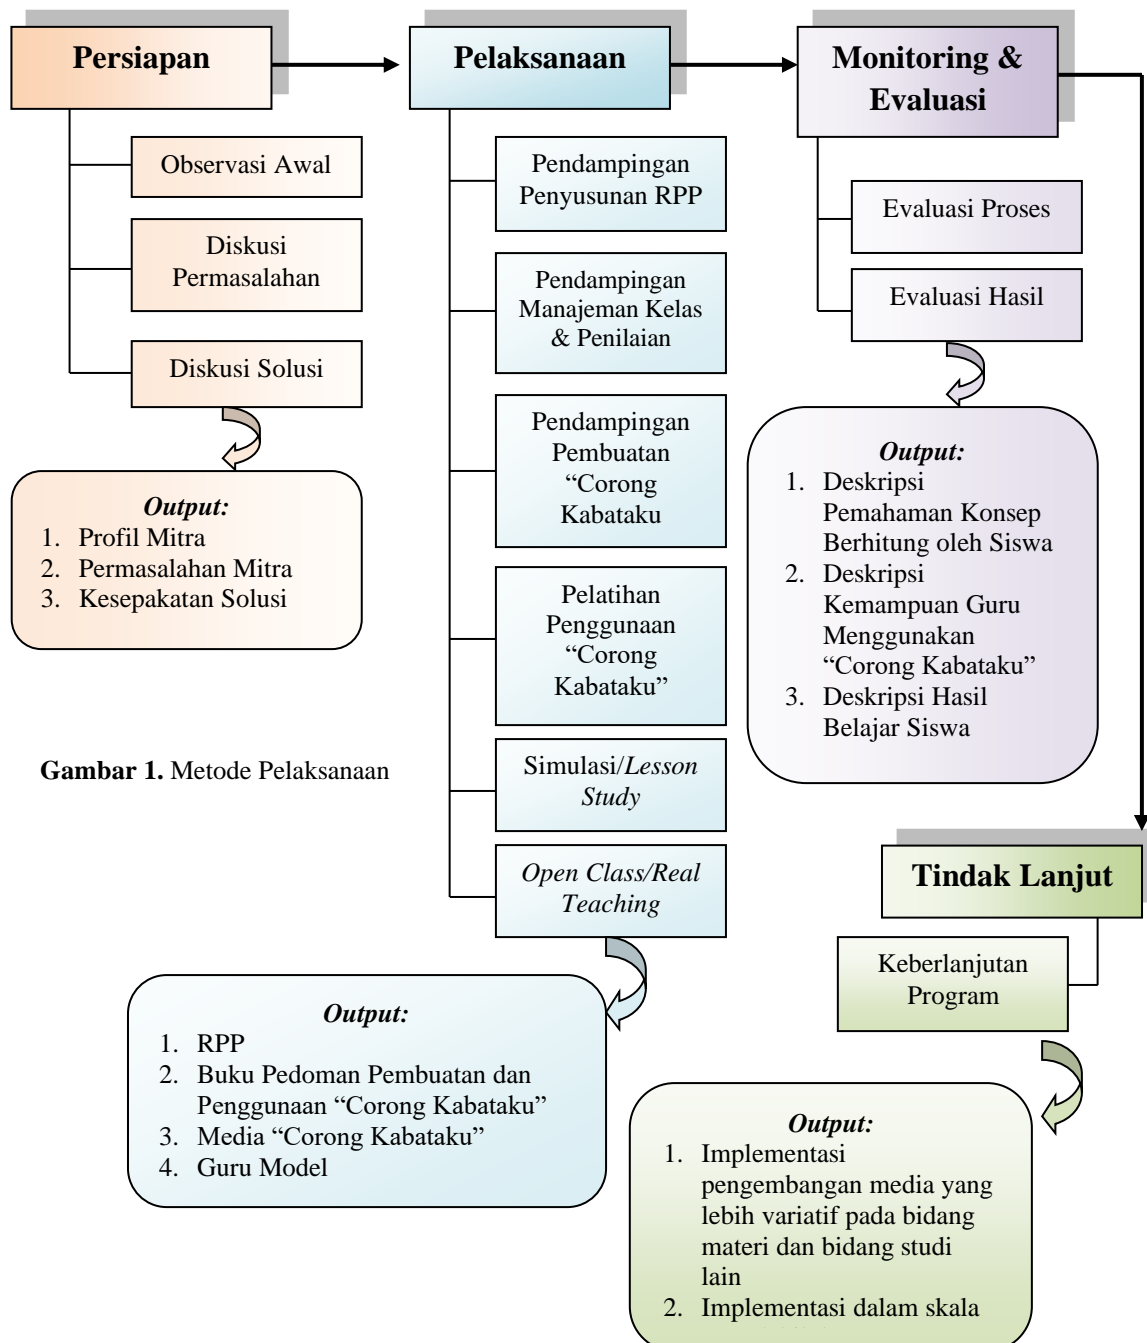 Persiapan
Observasi Awal
Diskusi
Permasalahan
Diskusi Solusi
Output:
1. Profil Mitra
2. Permasalahan Mitra
3. Kesepakatan Solusi
Gambar 1. Metode Pelaksanaan
Pelaksanaan
Pendampingan
Penyusunan RPP
Pendampingan
Manajeman Kelas
& Penilaian
Pendampingan
Pembuatan
“Corong
Kabataku
Pelatihan
Penggunaan
“Corong
Kabataku”
Simulasi/Lesson
Study
Open Class/Real
Teaching
Output:
1. RPP
2. Buku Pedoman Pembuatan dan
Penggunaan “Corong Kabataku”
3. Media “Corong Kabataku”
4. Guru Model
Monitoring &
Evaluasi
Evaluasi Proses
Evaluasi Hasil
Output:
1. Deskripsi
Pemahaman Konsep
Berhitung oleh Siswa
2. Deskripsi
Kemampuan Guru
Menggunakan
“Corong Kabataku”
3. Deskripsi Hasil
Belajar Siswa
Tindak Lanjut
Keberlanjutan
Program
Output:
1. Implementasi
pengembangan media yang
lebih variatif pada bidang
materi dan bidang studi
lain
2. Implementasi dalam skala